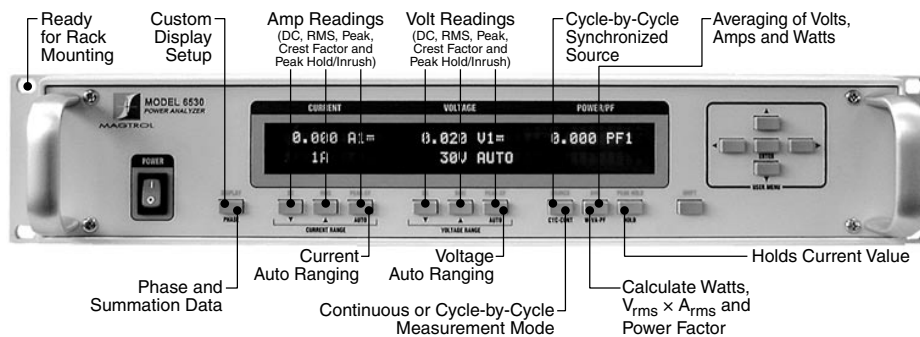 Ready
for Rack
Mounting
Custom
Display
Setup
Amp Readings
(DC, RMS, Peak,
Crest Factor and
Peak Hold/Inrush)
Volt Readings
(DC, RMS, Peak,
Crest Factor and
Peak Hold/Inrush)
Cycle-by-Cycle
Synchronized
Source
Averaging of Volts,
Amps and Watts
MODEL 6530
POWER ANALYZER
MAGTROL
CURRENT
VOLTAGE
POWER/PF
0.000 A1= 0.020 V1= 0.000 PF1
1A 30V AUTO
POWER
ENTER
USER MENU
DISPLAY
PEAK HOLD
SHIFT
PHASE
AUTO
AUTO
CYC-CONT
W-VA-PF
HOLD
CURRENT RANGE
VOLTAGE RANGE
Phase and
Summation Data
Current
Auto Ranging
Voltage
Auto Ranging
Continuous or Cycle-by-Cycle
Measurement Mode
Calculate Watts,
Vrms × Arms and
Power Factor
Holds Current Value